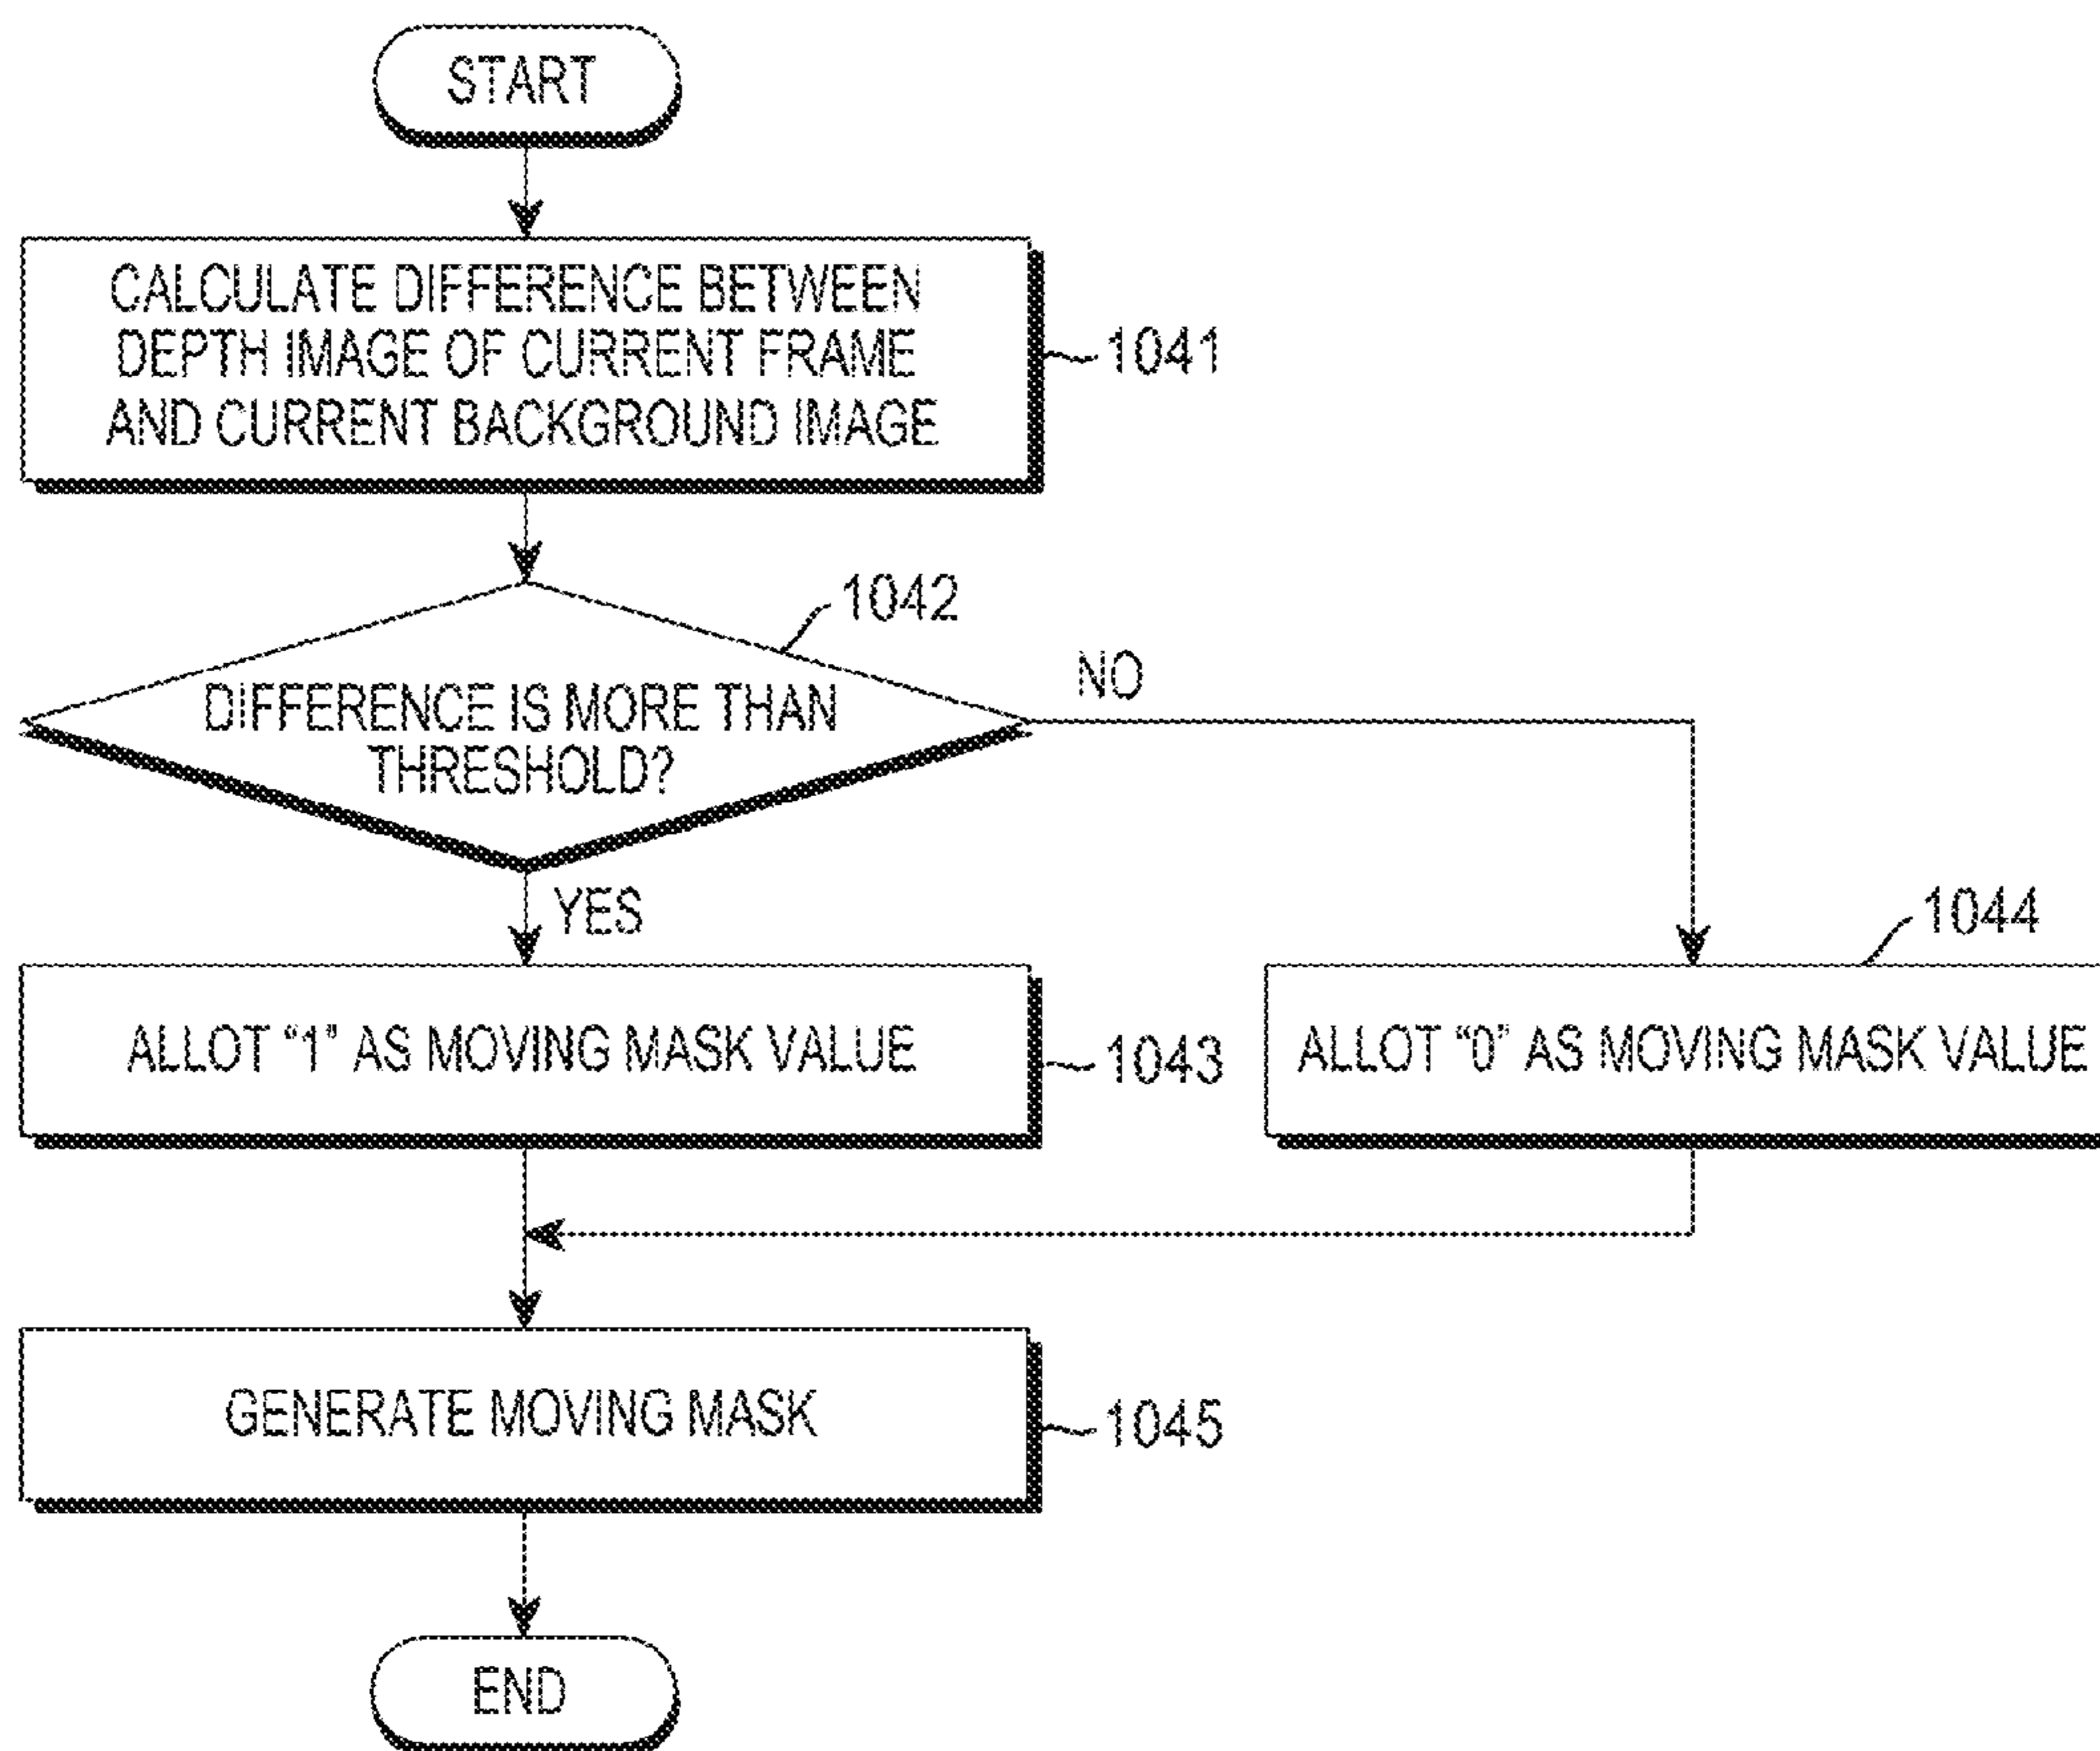 START
CALCULATE DIFFERENCE BETWEEN
DEPTH IMAGE OF CURRENT FRAME
AND CURRENT BACKGROUND IMAGE
1041
1042
DIFFERENCE IS MORE THAN
THRESHOLD?
NO
YES
1044
ALLOT “1” AS MOVING MASK VALUE
1043
ALLOT “0” AS MOVING MASK VALUE
GENERATE MOVING MASK
1045
END